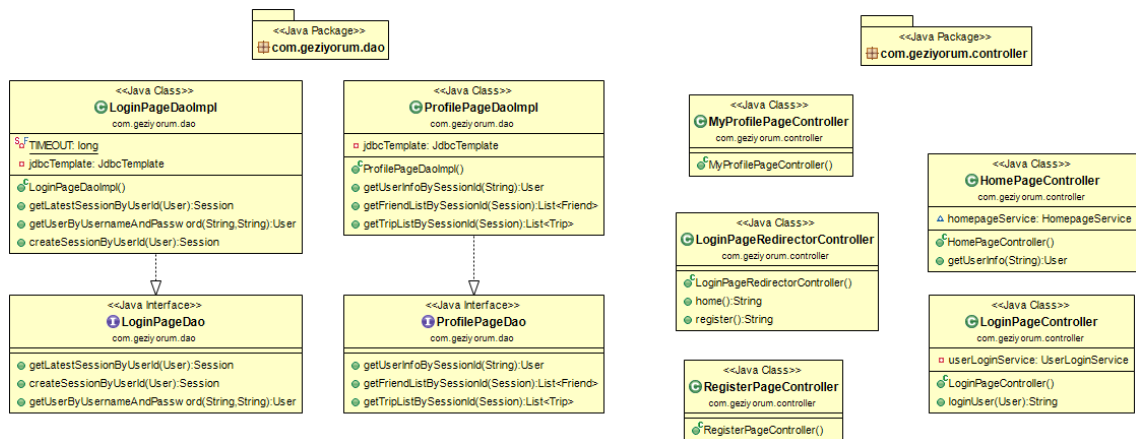 <<Java Package>>
com.geziyorum.dao
<<Java Class>>
LoginPageDaoImpl
com.geziyorum.dao
TIMEOUT: long
jdbcTemplate: JdbcTemplate
LoginPageDaoImpl()
getLatestSessionByUserId(User):Session
getUserByUsernameAndPassword(String,String):User
createSessionByUserId(User):Session
<<Java Interface>>
LoginPageDao
com.geziyorum.dao
getLatestSessionByUserId(User):Session
createSessionByUserId(User):Session
getUserByUsernameAndPassword(String,String):User
<<Java Class>>
ProfilePageDaoImpl
com.geziyorum.dao
jdbcTemplate: JdbcTemplate
ProfilePageDaoImpl()
getUserInfoBySessionId(String):User
getFriendListBySessionId(Session):List<Friend>
getTripListBySessionId(Session):List<Trip>
<<Java Interface>>
ProfilePageDao
com.geziyorum.dao
getUserInfoBySessionId(String):User
getFriendListBySessionId(Session):List<Friend>
getTripListBySessionId(Session):List<Trip>
<<Java Package>>
com.geziyorum.controller
<<Java Class>>
MyProfilePageController
com.geziyorum.controller
MyProfilePageController()
<<Java Class>>
LoginPageRedirectorController
com.geziyorum.controller
LoginPageRedirectorController()
home():String
register():String
<<Java Class>>
RegisterPageController
com.geziyorum.controller
RegisterPageController()
<<Java Class>>
HomePageController
com.geziyorum.controller
homepageService: HomepageService
HomePageController()
getUserInfo(String):User
<<Java Class>>
LoginPageController
com.geziyorum.controller
userLoginService: UserLoginService
LoginPageController()
loginUser(User):String